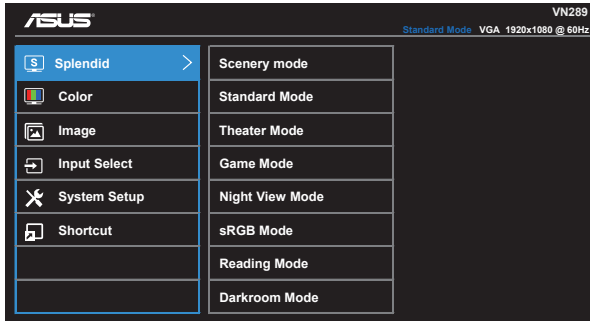 ASUS
VN289
Standard Mode VGA 1920x1080 @ 60Hz
S Splendid
Color
Image
Input Select
System Setup
Shortcut
Scenery mode
Standard Mode
Theater Mode
Game Mode
Night View Mode
sRGB Mode
Reading Mode
Darkroom Mode